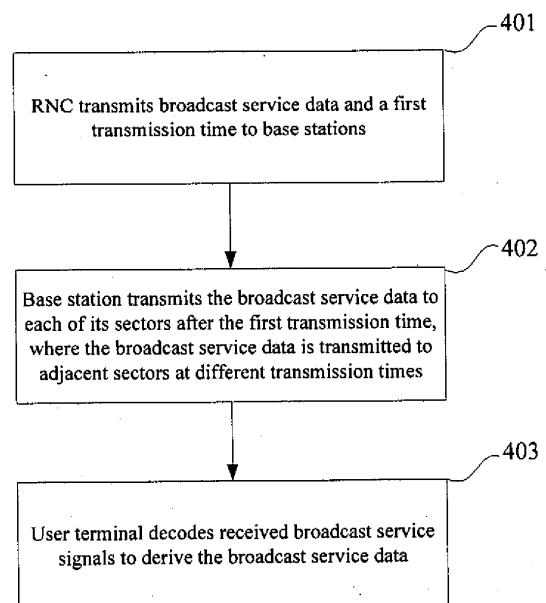 401
RNC transmits broadcast service data and a first
transmission time to base stations
402
Base station transmits the broadcast service data to
each of its sectors after the first transmission time,
where the broadcast service data is transmitted to
adjacent sectors at different transmission times
403
User terminal decodes received broadcast service
signals to derive the broadcast service data